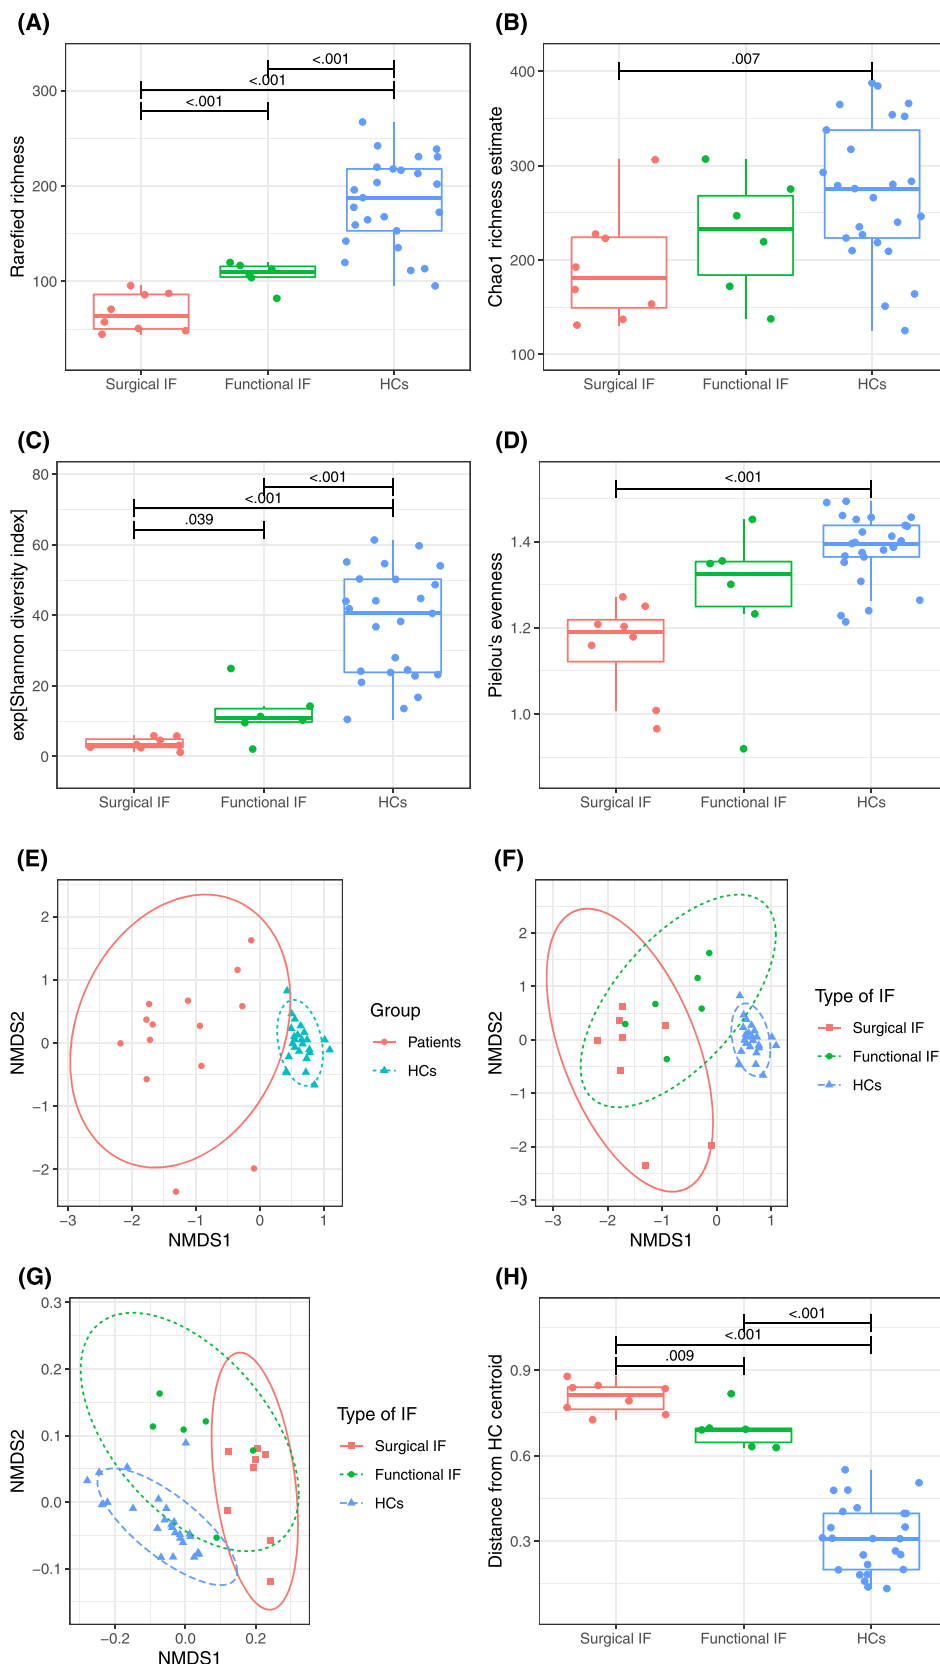 (A)
Rarefied richness
300
200
100
<.001
<.001
<.001
Surgical IF Functional IF HCs
(B)
Chao1 richness estimate
400
300
200
100
.007
Surgical IF Functional IF HCs
(C)
exp[Shannon diversity index]
80
60
40
20
0
<.001
<.001
.039
Surgical IF Functional IF HCs
(D)
Pielou's evenness
1.4
1.2
1.0
<.001
Surgical IF Functional IF HCs
(E)
NMDS2
2
1
0
−1
−2
−3 −2 −1 0 1
NMDS1
Group
Patients
HCs
(F)
NMDS2
2
1
0
−1
−2
−3
−3 −2 −1 0 1
NMDS1
Type of IF
Surgical IF
Functional IF
HCs
(G)
NMDS2
0.3
0.2
0.1
0.0
−0.1
−0.2 0.0 0.2
NMDS1
Type of IF
Surgical IF
Functional IF
HCs
(H)
Distance from HC centroid
0.9
0.6
0.3
<.001
<.001
.009
Surgical IF Functional IF HCs